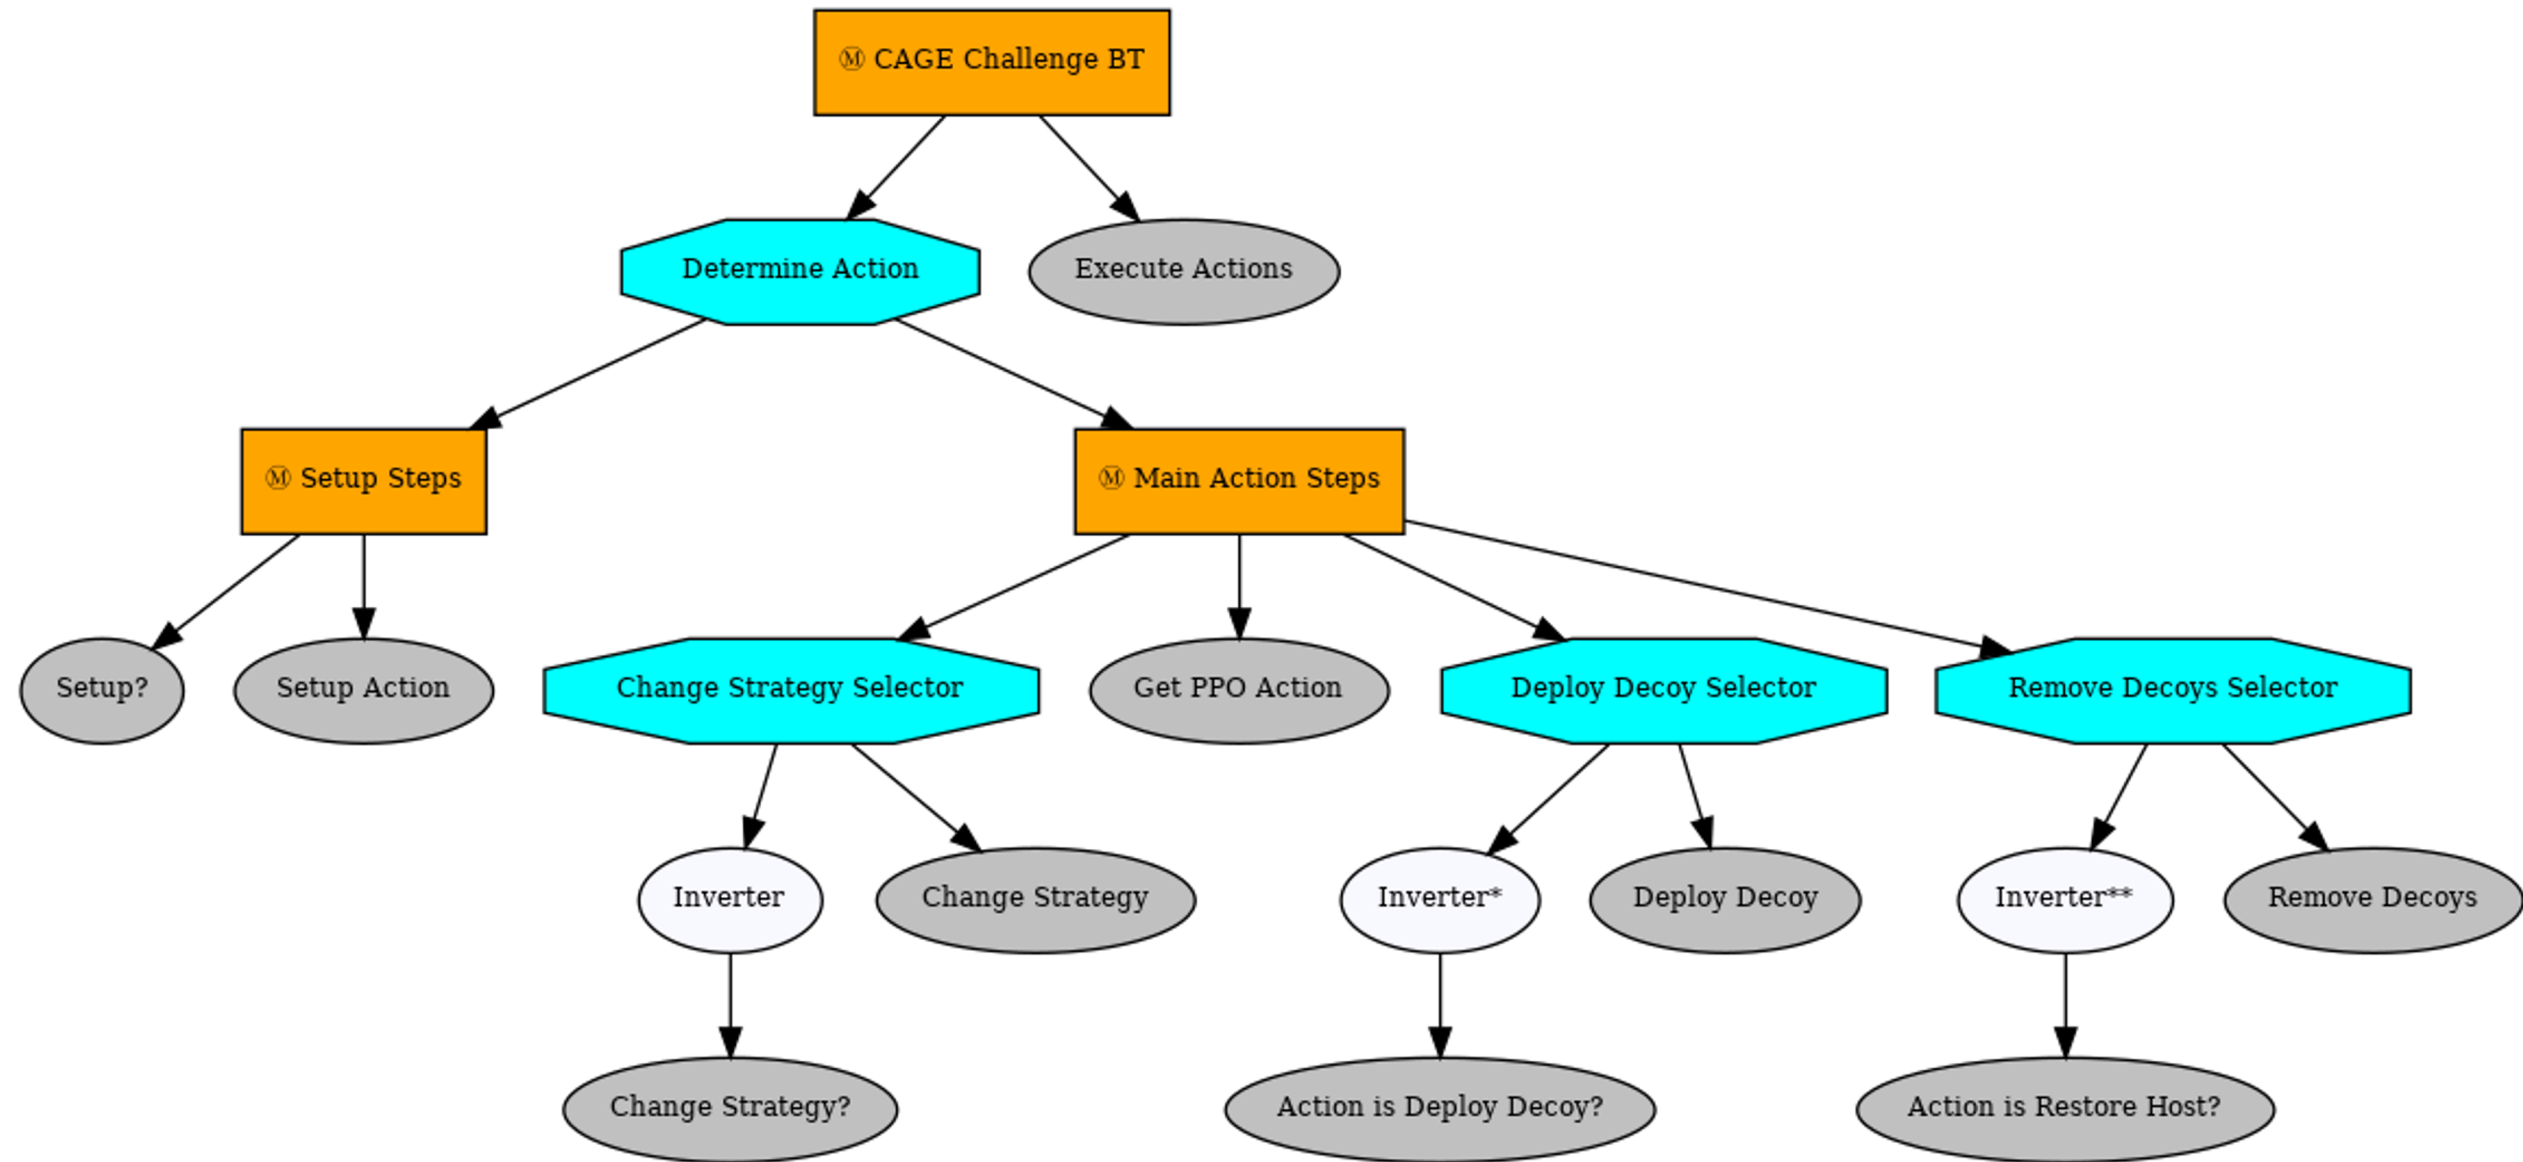 Ⓜ CAGE Challenge BT
Determine Action
Execute Actions
Ⓜ Setup Steps
Ⓜ Main Action Steps
Setup?
Setup Action
Change Strategy Selector
Get PPO Action
Deploy Decoy Selector
Remove Decoys Selector
Inverter
Change Strategy
Inverter*
Deploy Decoy
Inverter**
Remove Decoys
Change Strategy?
Action is Deploy Decoy?
Action is Restore Host?